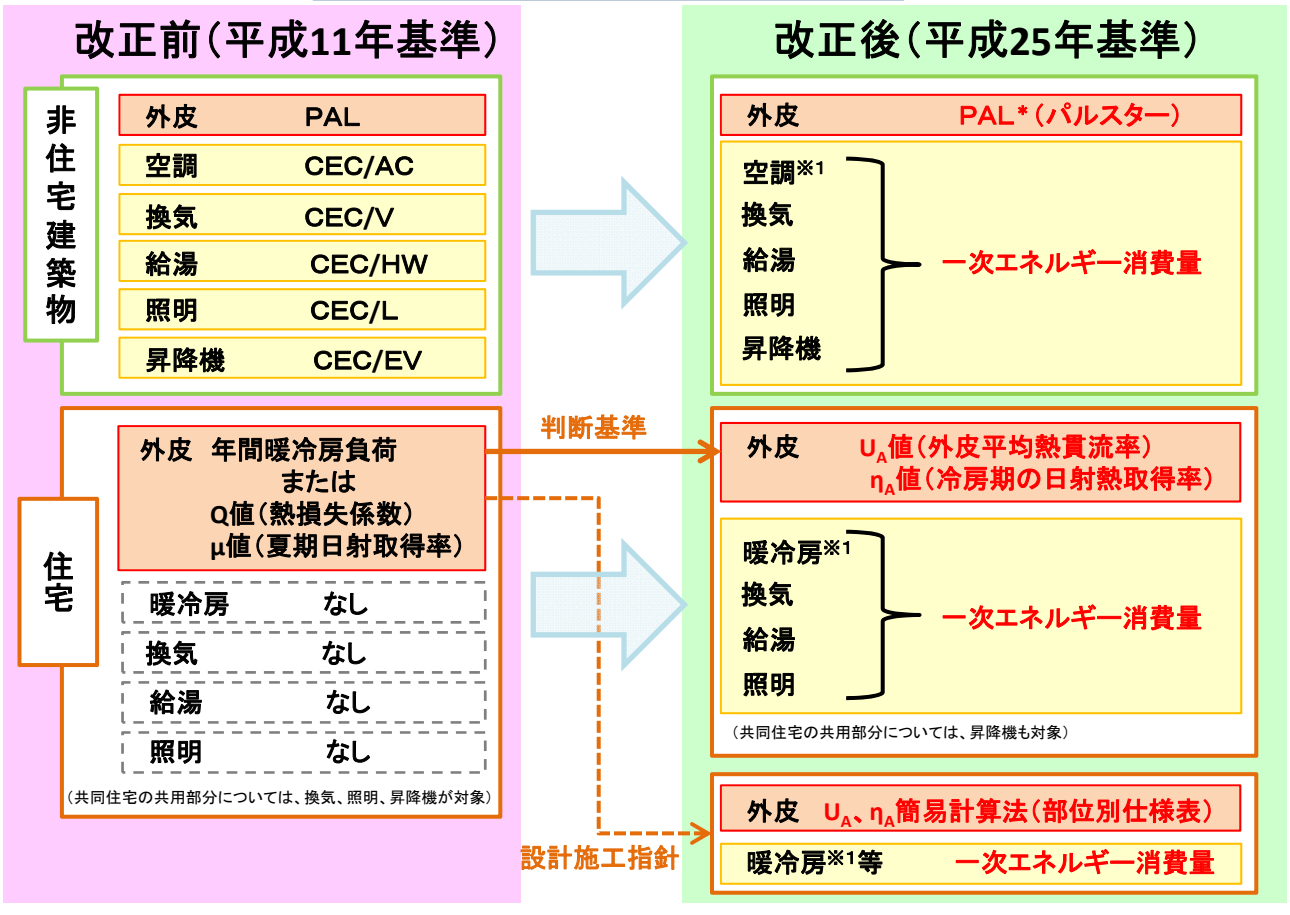 改正前(平成11年基準)
非住宅建築物
外皮 PAL
空調 CEC/AC
換気 CEC/V
給湯 CEC/HW
照明 CEC/L
昇降機 CEC/EV
住宅
外皮 年間暖冷房負荷
または
Q値(熱損失係数)
μ値(夏期日射取得率)
暖冷房 なし
換気 なし
給湯 なし
照明 なし
(共同住宅の共用部分については、換気、照明、昇降機が対象)
判断基準
設計施工指針
改正後(平成25年基準)
外皮 PAL*(パルスター)
空調※1
換気
給湯
照明
昇降機
一次エネルギー消費量
外皮 UA値(外皮平均熱貫流率)
ηA値(冷房期の日射熱取得率)
暖冷房※1
換気
給湯
照明
一次エネルギー消費量
(共同住宅の共用部分については、昇降機も対象)
外皮 UA、ηA簡易計算法(部位別仕様表)
暖冷房※1等 一次エネルギー消費量